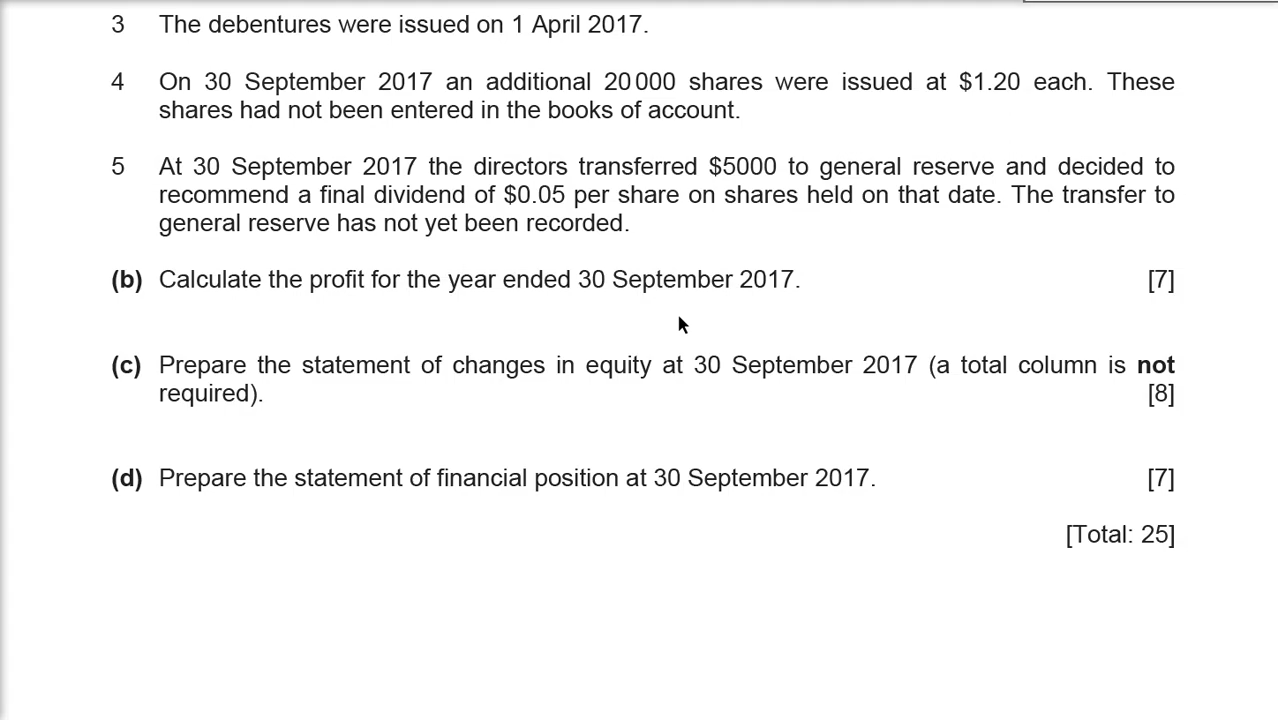 3 The debentures were issued on 1 April 2017.
4 On 30 September 2017 an additional 20 000 shares were issued at $1.20 each. These
shares had not been entered in the books of account.
5 At 30 September 2017 the directors transferred $5000 to general reserve and decided to
recommend a final dividend of $0.05 per share on shares held on that date. The transfer to
general reserve has not yet been recorded.
(b) Calculate the profit for the year ended 30 September 2017. [7]
(c) Prepare the statement of changes in equity at 30 September 2017 (a total column is not
required). [8]
(d) Prepare the statement of financial position at 30 September 2017. [7]
[Total: 25]